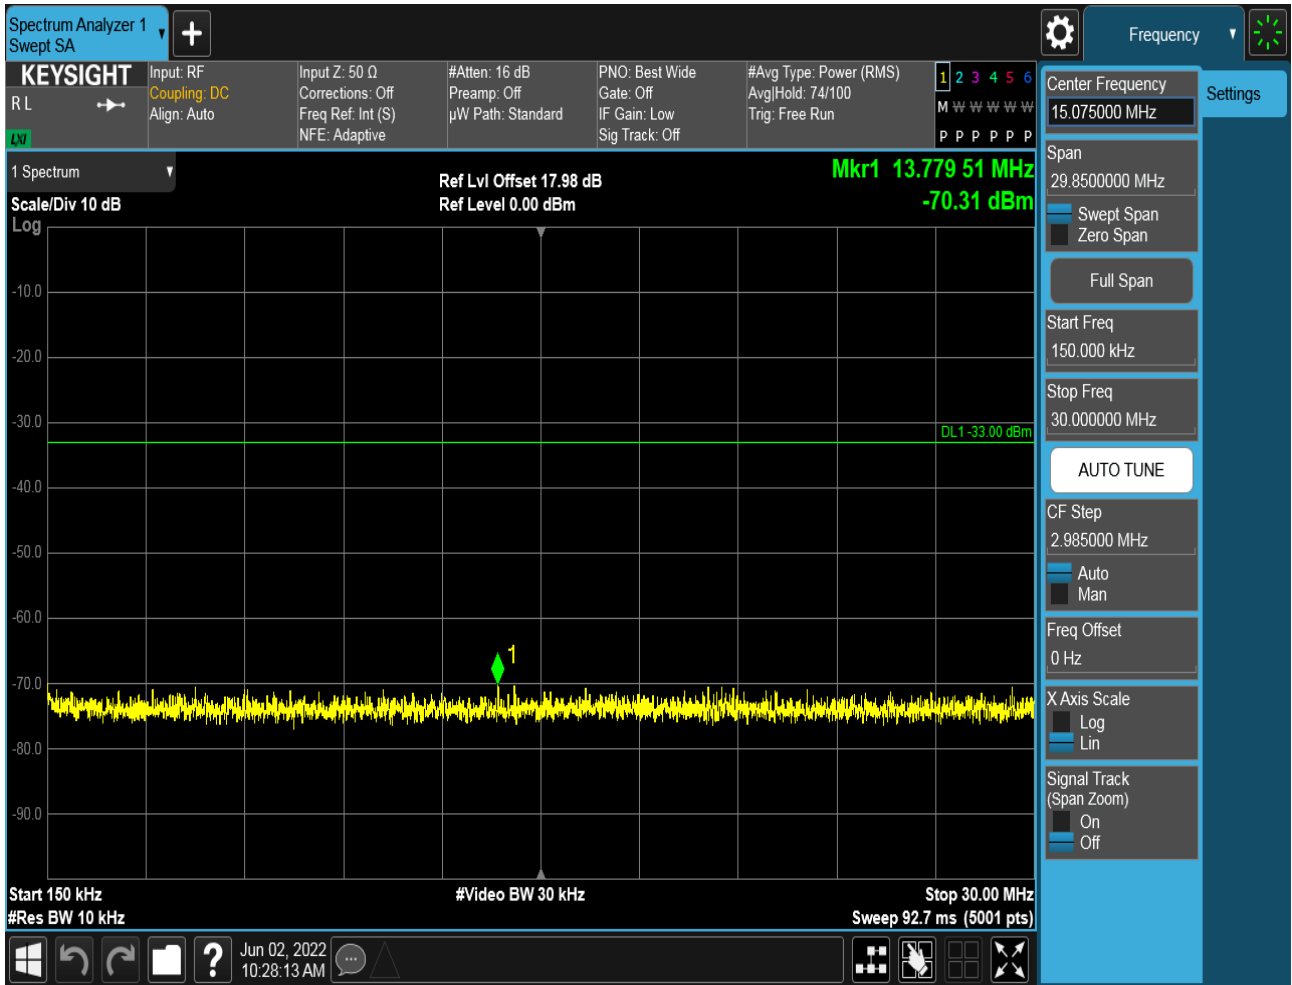 Spectrum Analyzer 1
Swept SA
Frequency
KEYSIGHT
R L
LXI
Input: RF
Coupling: DC
Align: Auto
Input Z: 50 Ω
Corrections: Off
Freq Ref: Int (S)
NFE: Adaptive
#Atten: 16 dB
Preamp: Off
µW Path: Standard
PNO: Best Wide
Gate: Off
IF Gain: Low
Sig Track: Off
#Avg Type: Power (RMS)
Avg|Hold: 74/100
Trig: Free Run
1 2 3 4 5 6
M W W W W W
P P P P P P
1 Spectrum
Scale/Div 10 dB
Log
Ref Lvl Offset 17.98 dB
Ref Level 0.00 dBm
Mkr1 13.779 51 MHz
-70.31 dBm
-10.0
-20.0
-30.0
DL1 -33.00 dBm
-40.0
-50.0
-60.0
1
-70.0
-80.0
-90.0
Start 150 kHz
#Res BW 10 kHz
#Video BW 30 kHz
Stop 30.00 MHz
Sweep 92.7 ms (5001 pts)
Center Frequency
15.075000 MHz
Settings
Span
29.8500000 MHz
Swept Span
Zero Span
Full Span
Start Freq
150.000 kHz
Stop Freq
30.000000 MHz
AUTO TUNE
CF Step
2.985000 MHz
Auto
Man
Freq Offset
0 Hz
X Axis Scale
Log
Lin
Signal Track
(Span Zoom)
On
Off
?
Jun 02, 2022
10:28:13 AM